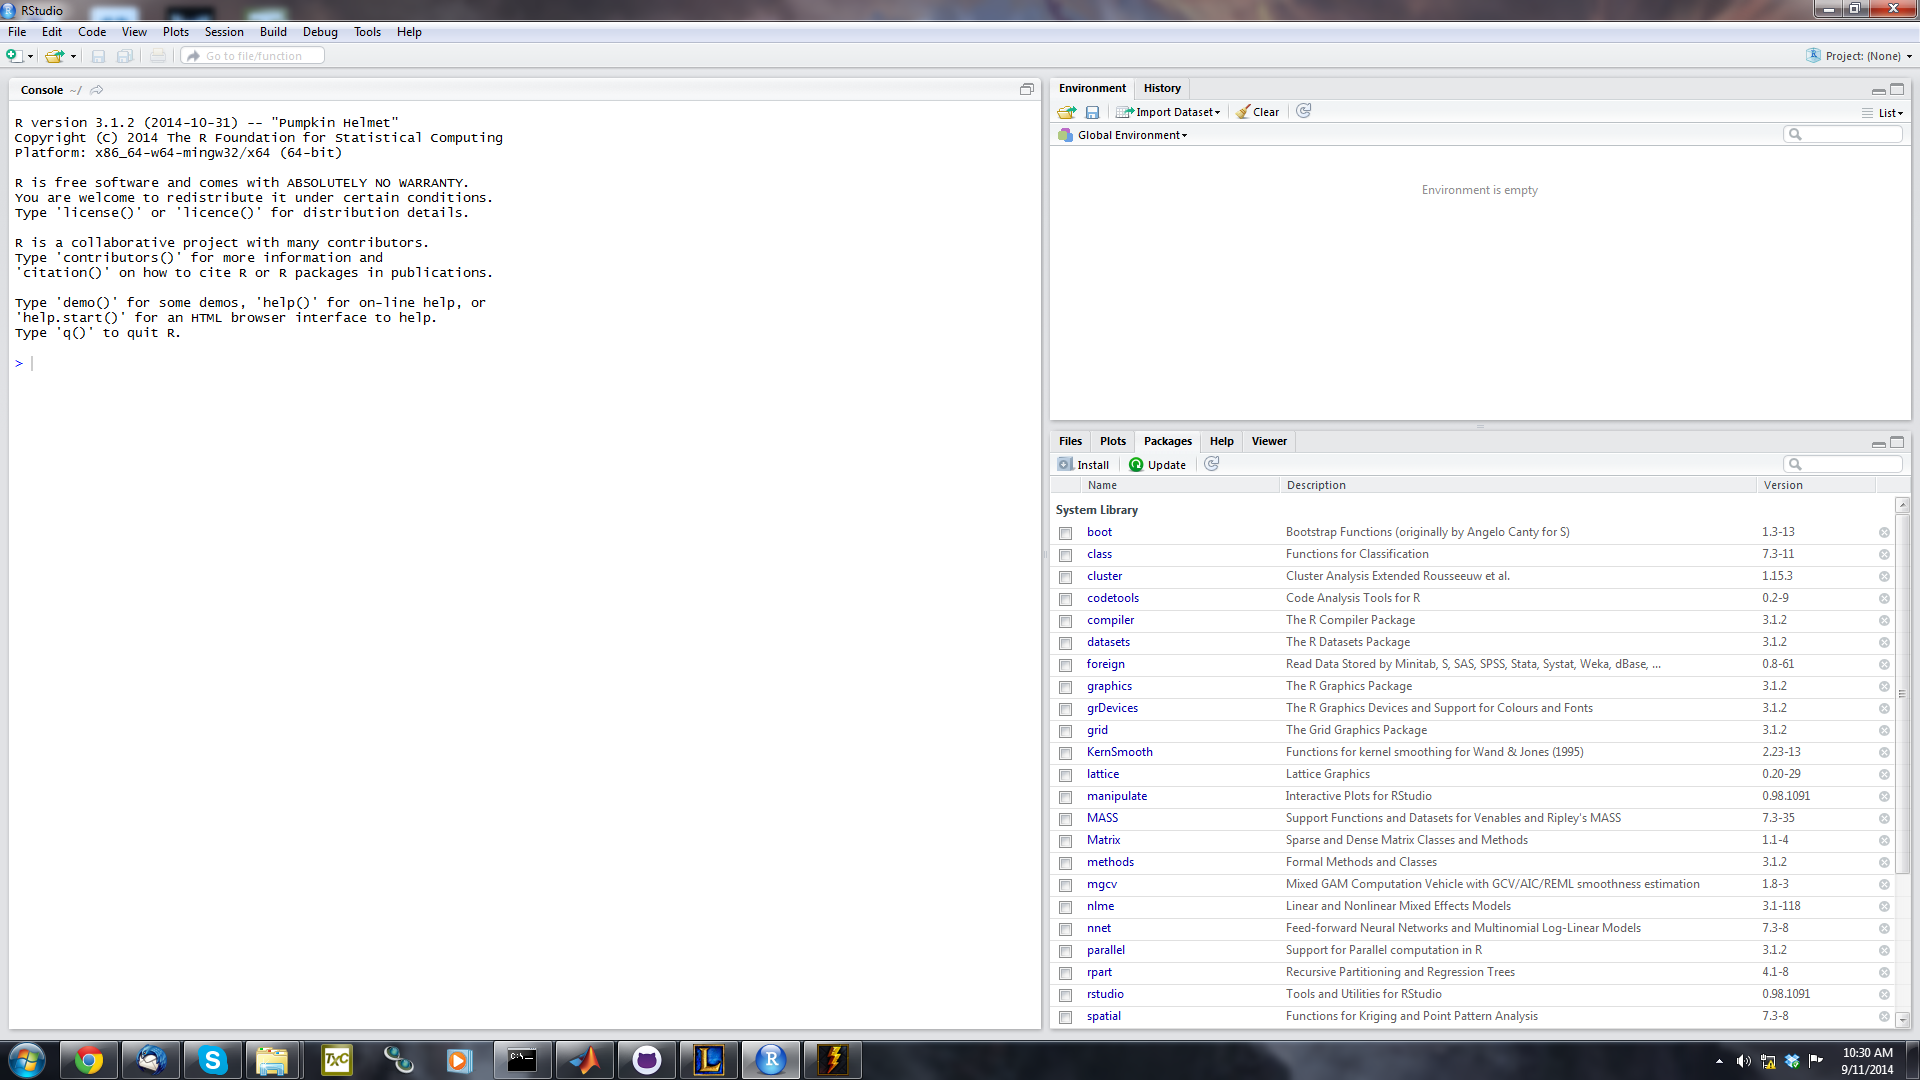 RStudio
File Edit Code View Plots Session Build Debug Tools Help
Go to file/function
Project: (None)
Console ~/
R version 3.1.2 (2014-10-31) -- "Pumpkin Helmet"
Copyright (C) 2014 The R Foundation for Statistical Computing
Platform: x86_64-w64-mingw32/x64 (64-bit)
R is free software and comes with ABSOLUTELY NO WARRANTY.
You are welcome to redistribute it under certain conditions.
Type 'license()' or 'licence()' for distribution details.
R is a collaborative project with many contributors.
Type 'contributors()' for more information and
'citation()' on how to cite R or R packages in publications.
Type 'demo()' for some demos, 'help()' for on-line help, or
'help.start()' for an HTML browser interface to help.
Type 'q()' to quit R.
>
Environment History
Import Dataset Clear List
Global Environment
Environment is empty
Files Plots Packages Help Viewer
Install Update
Name Description Version
System Library
boot Bootstrap Functions (originally by Angelo Canty for S) 1.3-13
class Functions for Classification 7.3-11
cluster Cluster Analysis Extended Rousseeuw et al. 1.15.3
codetools Code Analysis Tools for R 0.2-9
compiler The R Compiler Package 3.1.2
datasets The R Datasets Package 3.1.2
foreign Read Data Stored by Minitab, S, SAS, SPSS, Stata, Systat, Weka, dBase, ... 0.8-61
graphics The R Graphics Package 3.1.2
grDevices The R Graphics Devices and Support for Colours and Fonts 3.1.2
grid The Grid Graphics Package 3.1.2
KernSmooth Functions for kernel smoothing for Wand & Jones (1995) 2.23-13
lattice Lattice Graphics 0.20-29
manipulate Interactive Plots for RStudio 0.98.1091
MASS Support Functions and Datasets for Venables and Ripley's MASS 7.3-35
Matrix Sparse and Dense Matrix Classes and Methods 1.1-4
methods Formal Methods and Classes 3.1.2
mgcv Mixed GAM Computation Vehicle with GCV/AIC/REML smoothness estimation 1.8-3
nlme Linear and Nonlinear Mixed Effects Models 3.1-118
nnet Feed-forward Neural Networks and Multinomial Log-Linear Models 7.3-8
parallel Support for Parallel computation in R 3.1.2
rpart Recursive Partitioning and Regression Trees 4.1-8
rstudio Tools and Utilities for RStudio 0.98.1091
spatial Functions for Kriging and Point Pattern Analysis 7.3-8
TXC C:\ L R
10:30 AM
9/11/2014